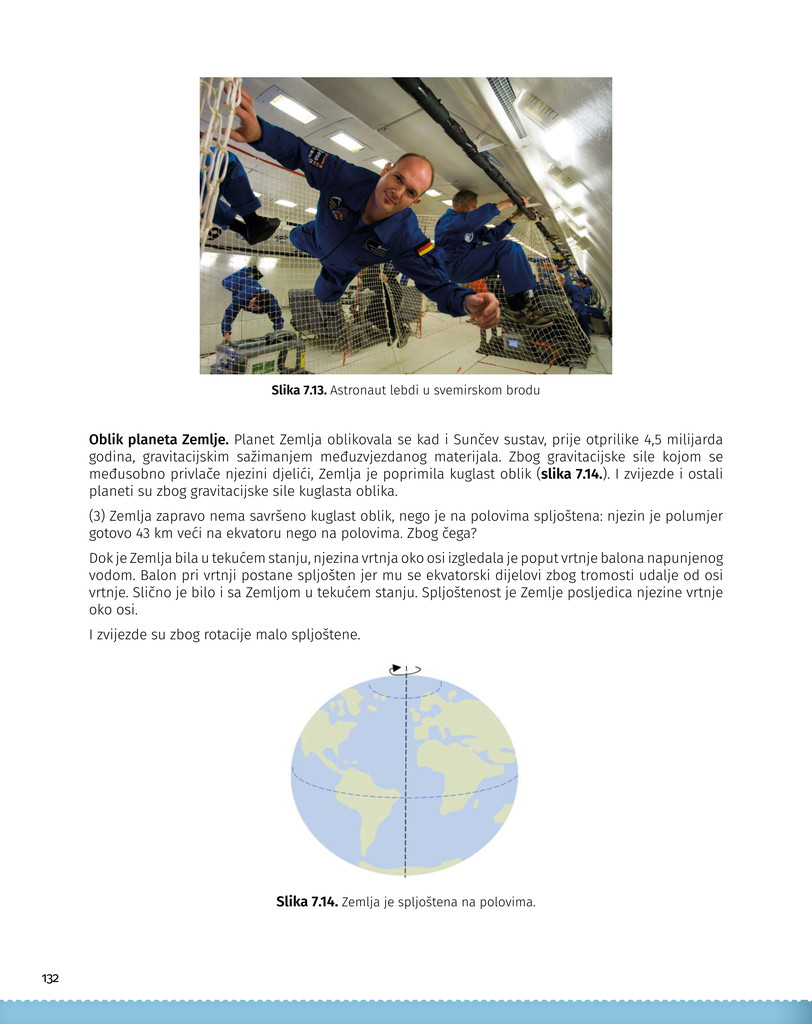 Slika 7.13. Astronaut lebdi u svemirskom brodu
Oblik planeta Zemlje. Planet Zemlja oblikovala se kad i Sunčev sustav, prije otprilike 4,5 milijarda
godina, gravitacijskim sažimanjem međuzvjezdanog materijala. Zbog gravitacijske sile kojom se
međusobno privlače njezini djelići, Zemlja je poprimila kuglast oblik (slika 7.14.). I zvijezde i ostali
planeti su zbog gravitacijske sile kuglasta oblika.
(3) Zemlja zapravo nema savršeno kuglast oblik, nego je na polovima spljoštena: njezin je polumjer
gotovo 43 km veći na ekvatoru nego na polovima. Zbog čega?
Dok je Zemlja bila u tekućem stanju, njezina vrtnja oko osi izgledala je poput vrtnje balona napunjenog
vodom. Balon pri vrtnji postane spljošten jer mu se ekvatorski dijelovi zbog tromosti udalje od osi
vrtnje. Slično je bilo i sa Zemljom u tekućem stanju. Spljoštenost je Zemlje posljedica njezine vrtnje
oko osi.
I zvijezde su zbog rotacije malo spljoštene.
Slika 7.14. Zemlja je spljoštena na polovima.
132